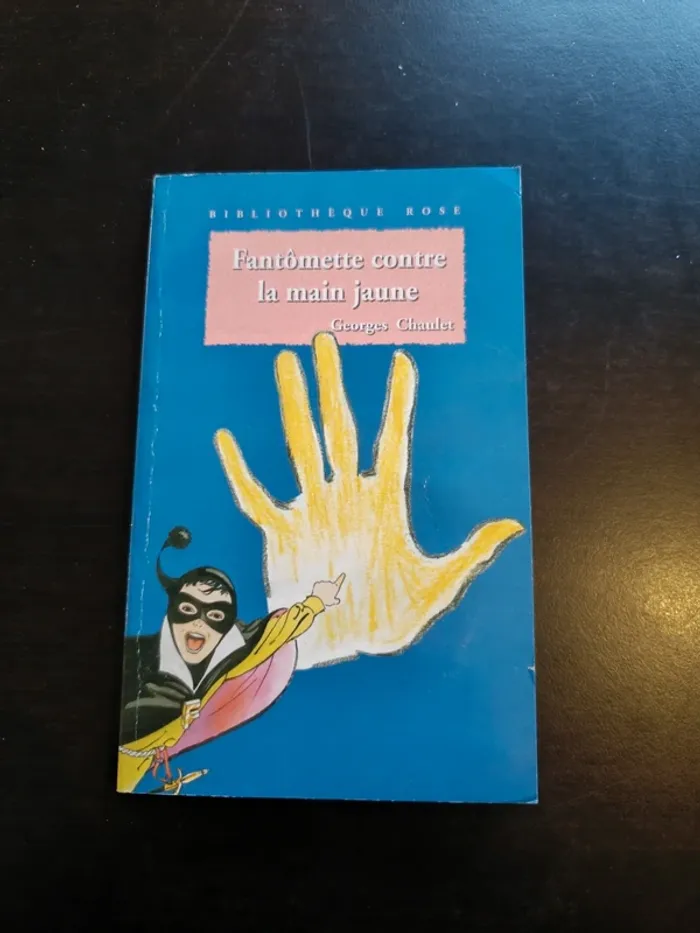 BIBLIOTHÈQUE ROSE
Fantômette contre
la main jaune
Georges Chaulet